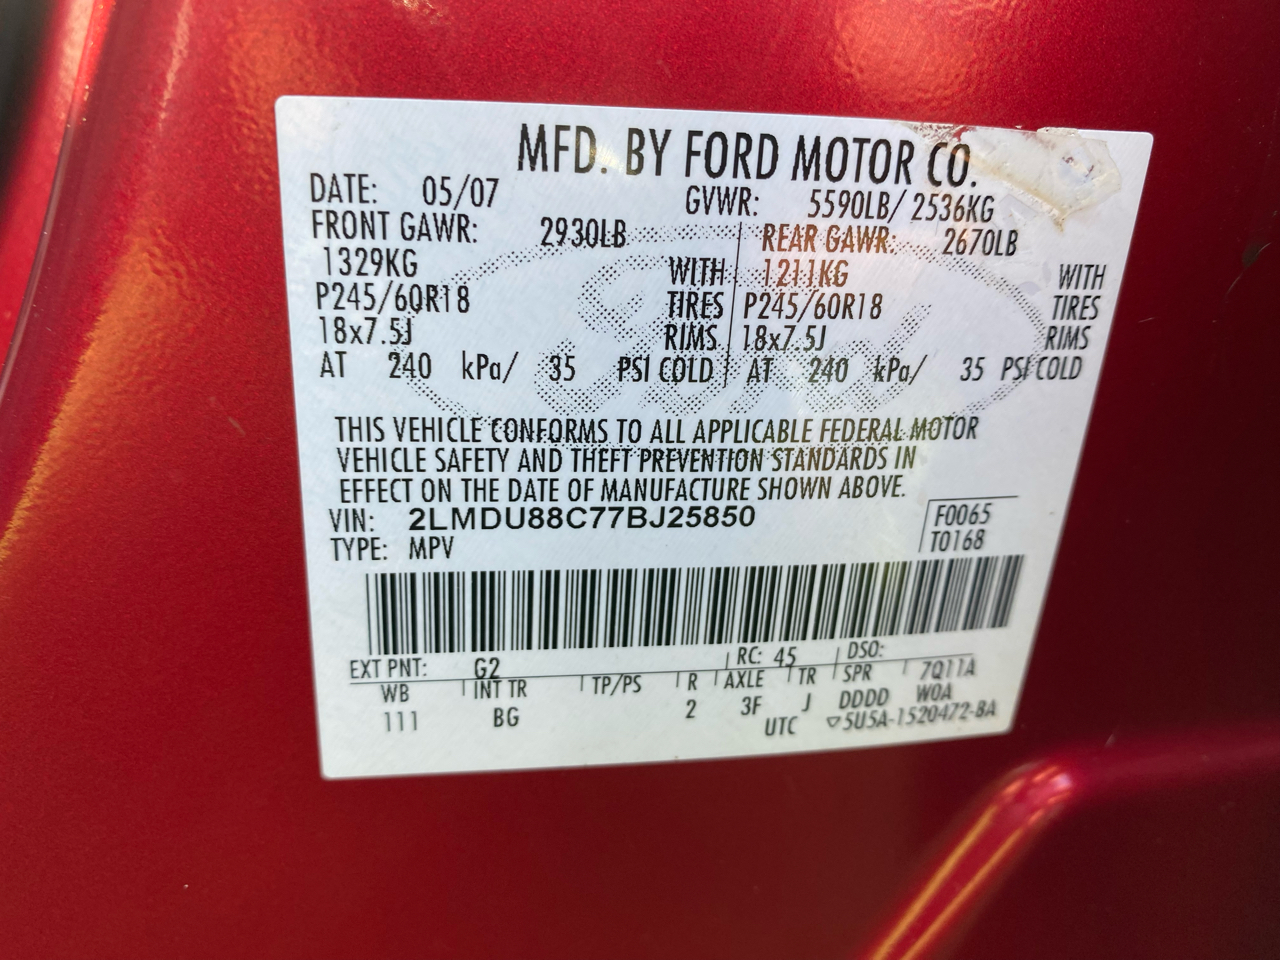 MFD. BY FORD MOTOR CO.
DATE: 05/07 GVWR: 5590LB/ 2536KG
FRONT GAWR: 2930LB REAR GAWR: 2670LB
1329KG WITH 1211KG WITH
P245/60R18 TIRES P245/60R18 TIRES
18x7.5J RIMS 18x7.5J RIMS
AT 240 kPa/ 35 PSI COLD AT 240 kPa/ 35 PSI COLD
THIS VEHICLE CONFORMS TO ALL APPLICABLE FEDERAL MOTOR
VEHICLE SAFETY AND THEFT PREVENTION STANDARDS IN
EFFECT ON THE DATE OF MANUFACTURE SHOWN ABOVE.
VIN: 2LMDU88C77BJ25850 F0065
TYPE: MPV T0168
EXT PNT: G2 RC: 45 DSO:
WB INT TR TP/PS R AXLE TR SPR 7Q11A
111 BG 2 3F J DDDD WOA
UTC ▽5U5A-1520472-BA